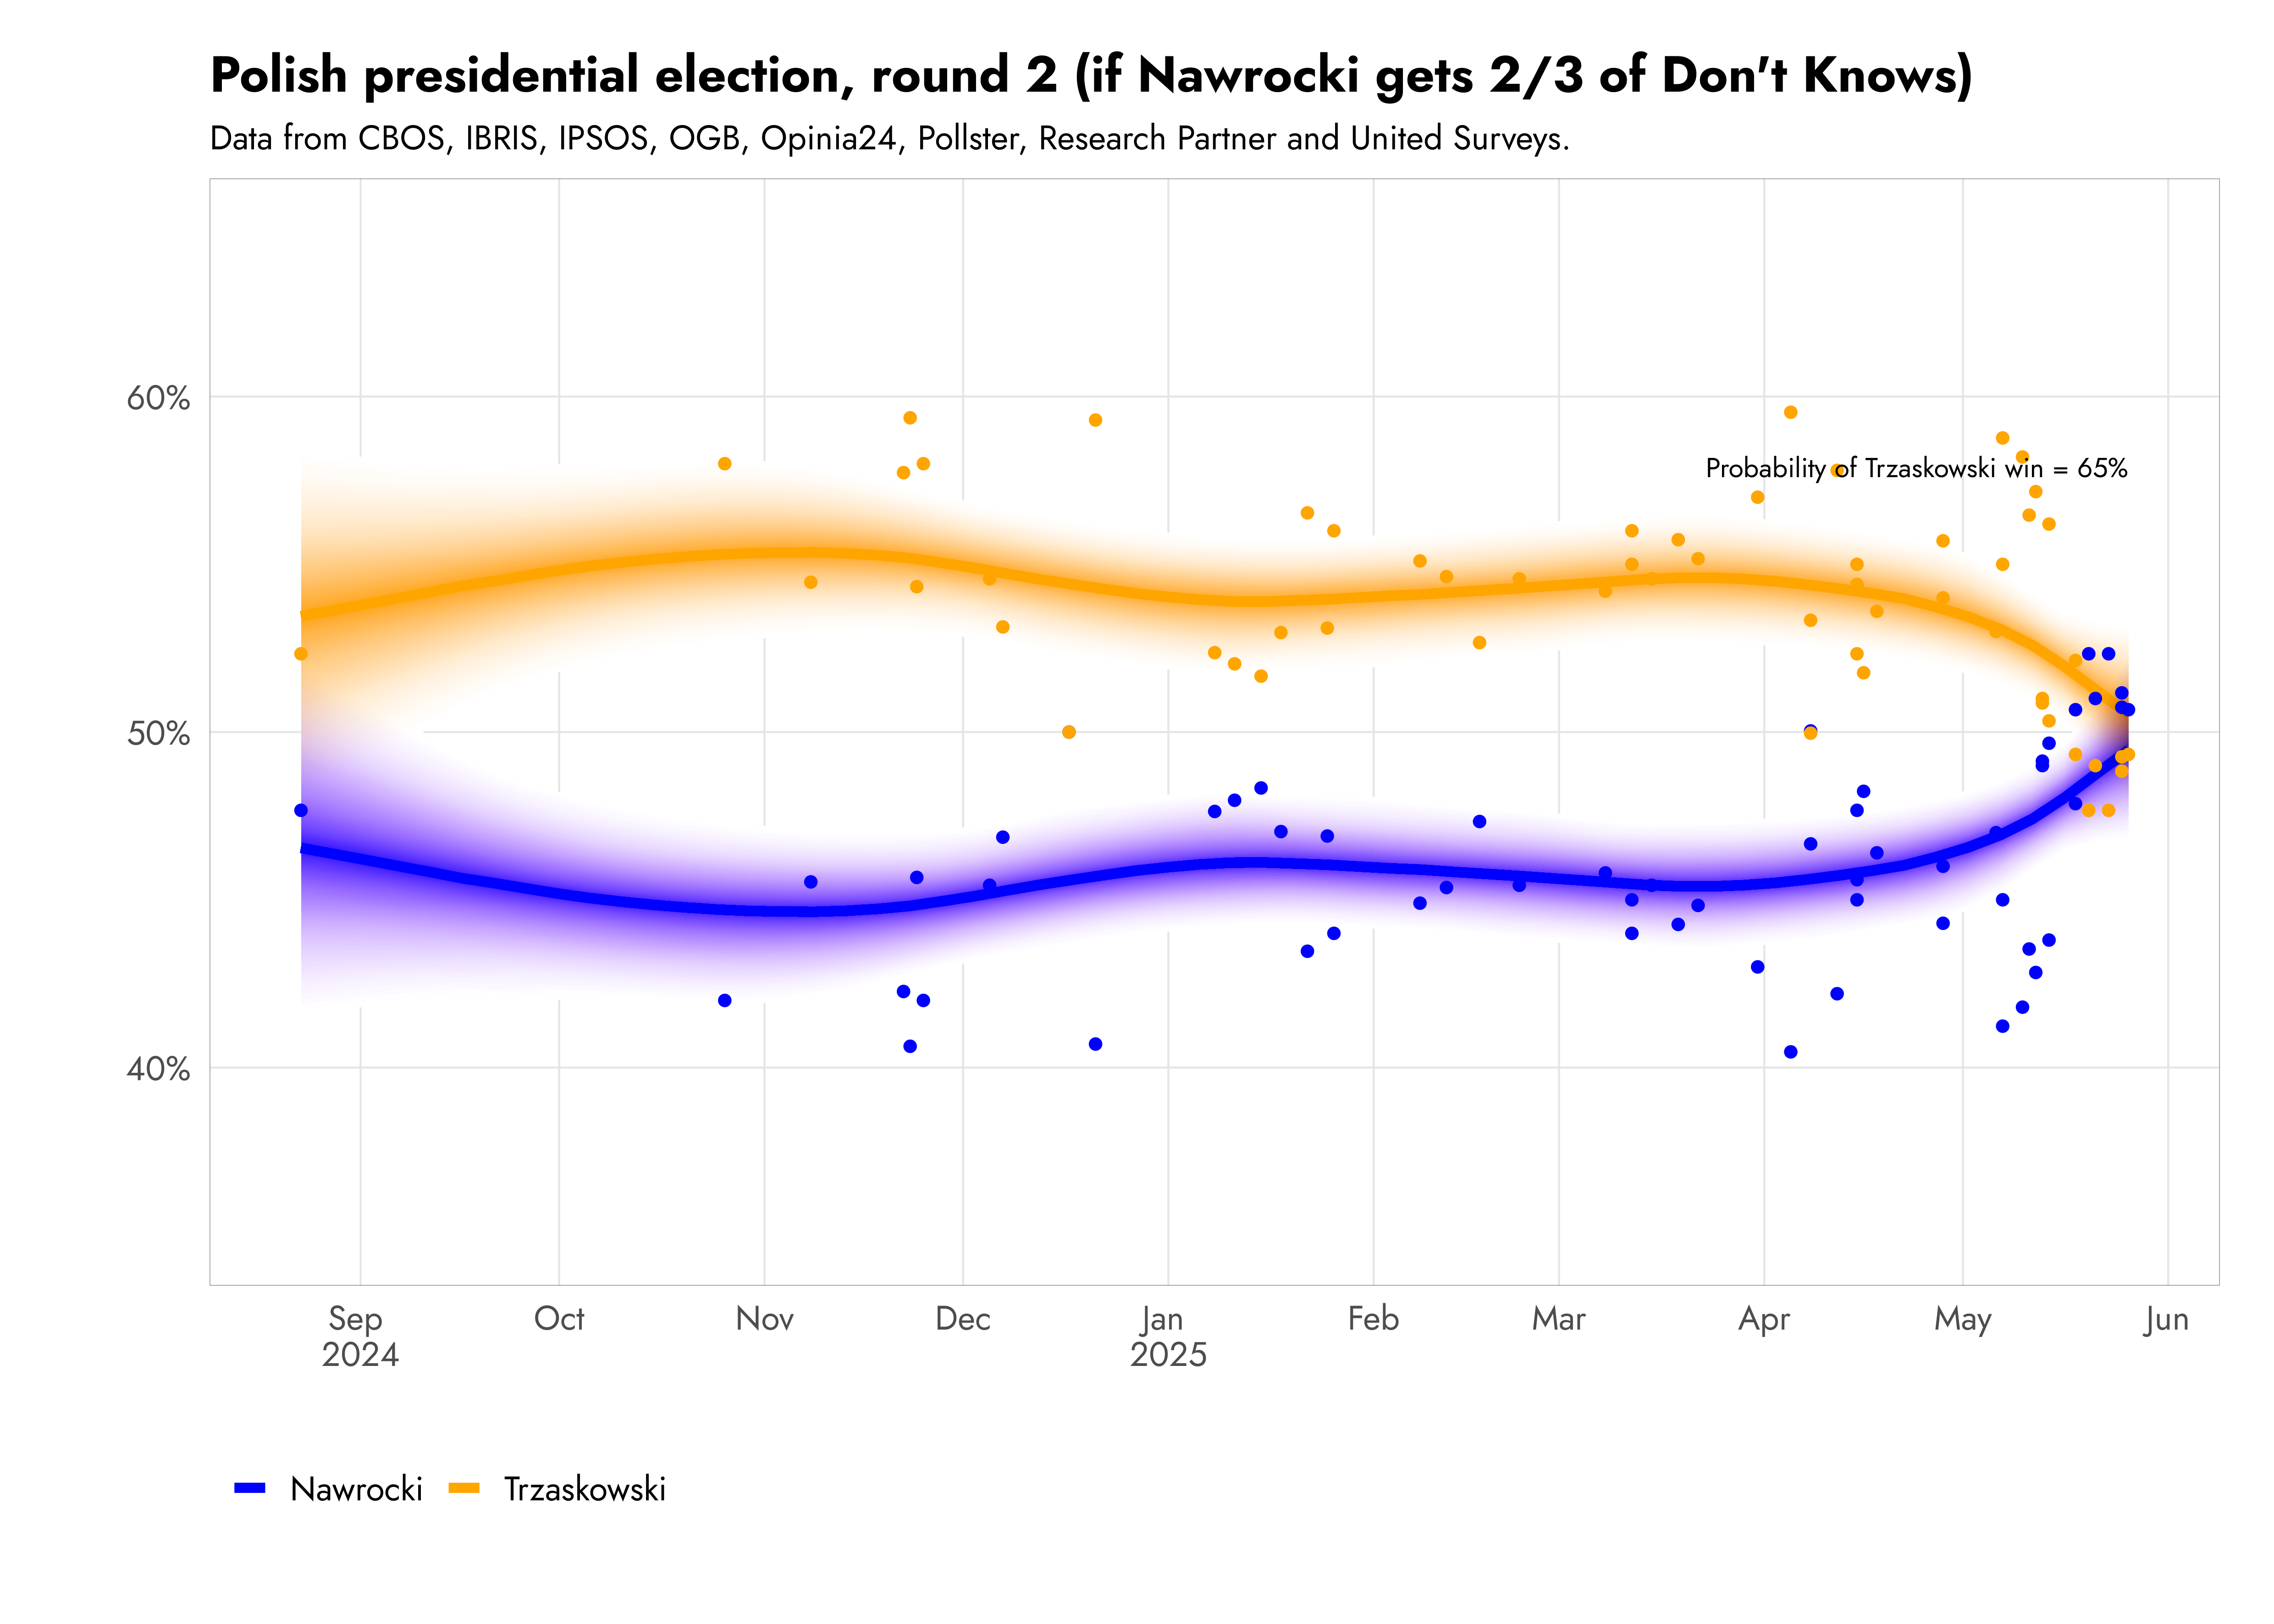 Polish presidential election, round 2 (if Nawrocki gets 2/3 of Don’t Knows)
Data from CBOS, IBRIS, IPSOS, OGB, Opinia24, Pollster, Research Partner and United Surveys.
60%
Probability of Trzaskowski win = 65%
50%
40%
Sep Oct Nov Dec Jan Feb Mar Apr May Jun
2024 2025
Nawrocki Trzaskowski